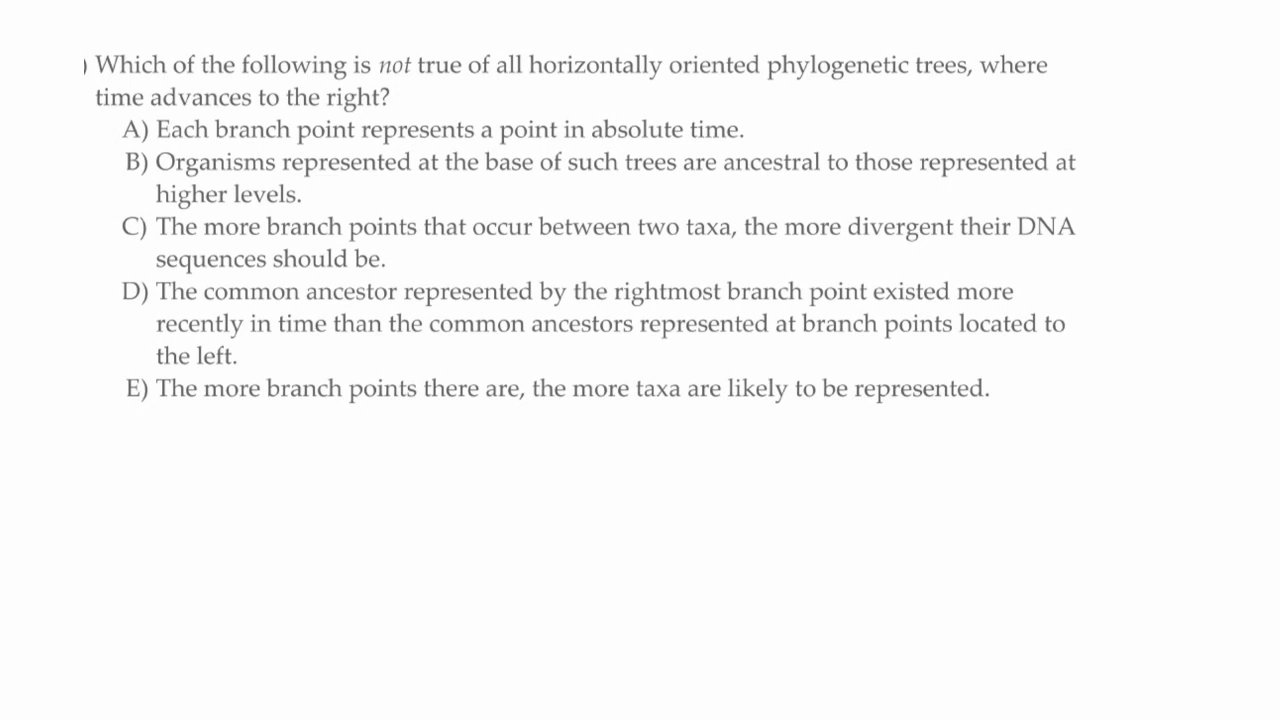 ) Which of the following is not true of all horizontally oriented phylogenetic trees, where
time advances to the right?
A) Each branch point represents a point in absolute time.
B) Organisms represented at the base of such trees are ancestral to those represented at
higher levels.
C) The more branch points that occur between two taxa, the more divergent their DNA
sequences should be.
D) The common ancestor represented by the rightmost branch point existed more
recently in time than the common ancestors represented at branch points located to
the left.
E) The more branch points there are, the more taxa are likely to be represented.